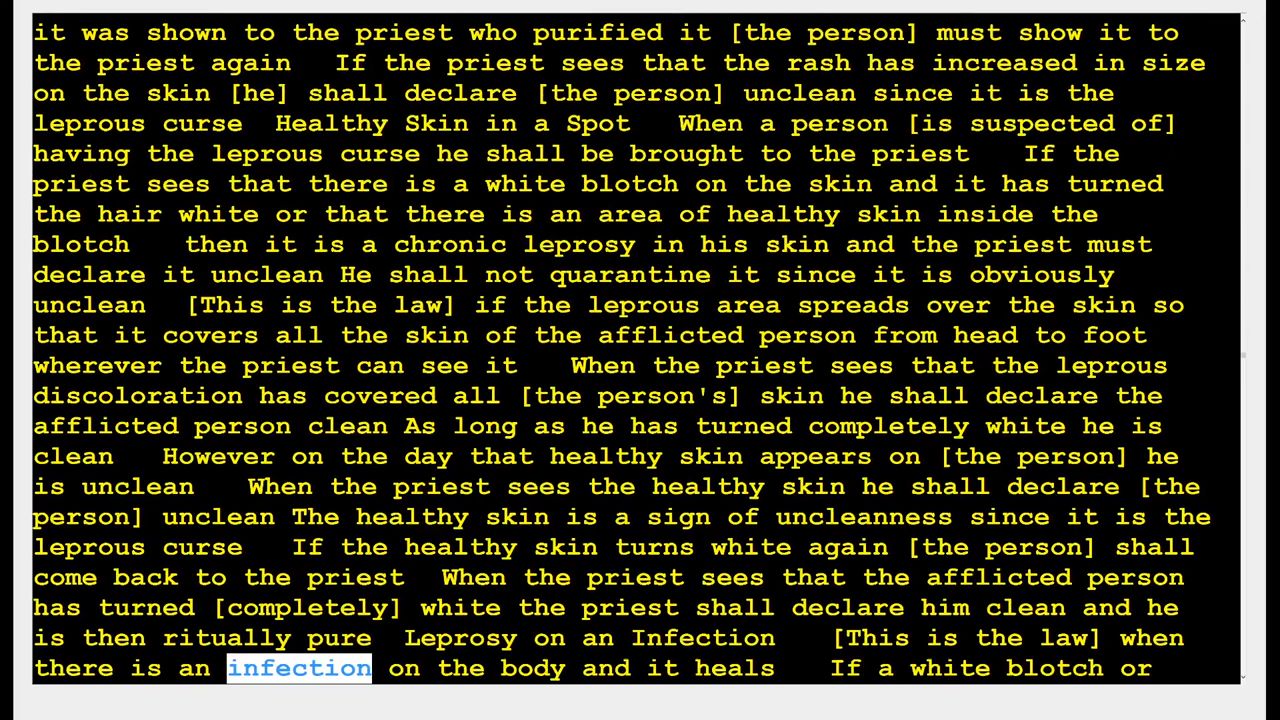 it was shown to the priest who purified it [the person] must show it to
the priest again If the priest sees that the rash has increased in size
on the skin [he] shall declare [the person] unclean since it is the
leprous curse Healthy Skin in a Spot When a person [is suspected of]
having the leprous curse he shall be brought to the priest If the
priest sees that there is a white blotch on the skin and it has turned
the hair white or that there is an area of healthy skin inside the
blotch then it is a chronic leprosy in his skin and the priest must
declare it unclean He shall not quarantine it since it is obviously
unclean [This is the law] if the leprous area spreads over the skin so
that it covers all the skin of the afflicted person from head to foot
wherever the priest can see it When the priest sees that the leprous
discoloration has covered all [the person's] skin he shall declare the
afflicted person clean As long as he has turned completely white he is
clean However on the day that healthy skin appears on [the person] he
is unclean When the priest sees the healthy skin he shall declare [the
person] unclean The healthy skin is a sign of uncleanness since it is the
leprous curse If the healthy skin turns white again [the person] shall
come back to the priest When the priest sees that the afflicted person
has turned [completely] white the priest shall declare him clean and he
is then ritually pure Leprosy on an Infection [This is the law] when
there is an infection on the body and it heals If a white blotch or